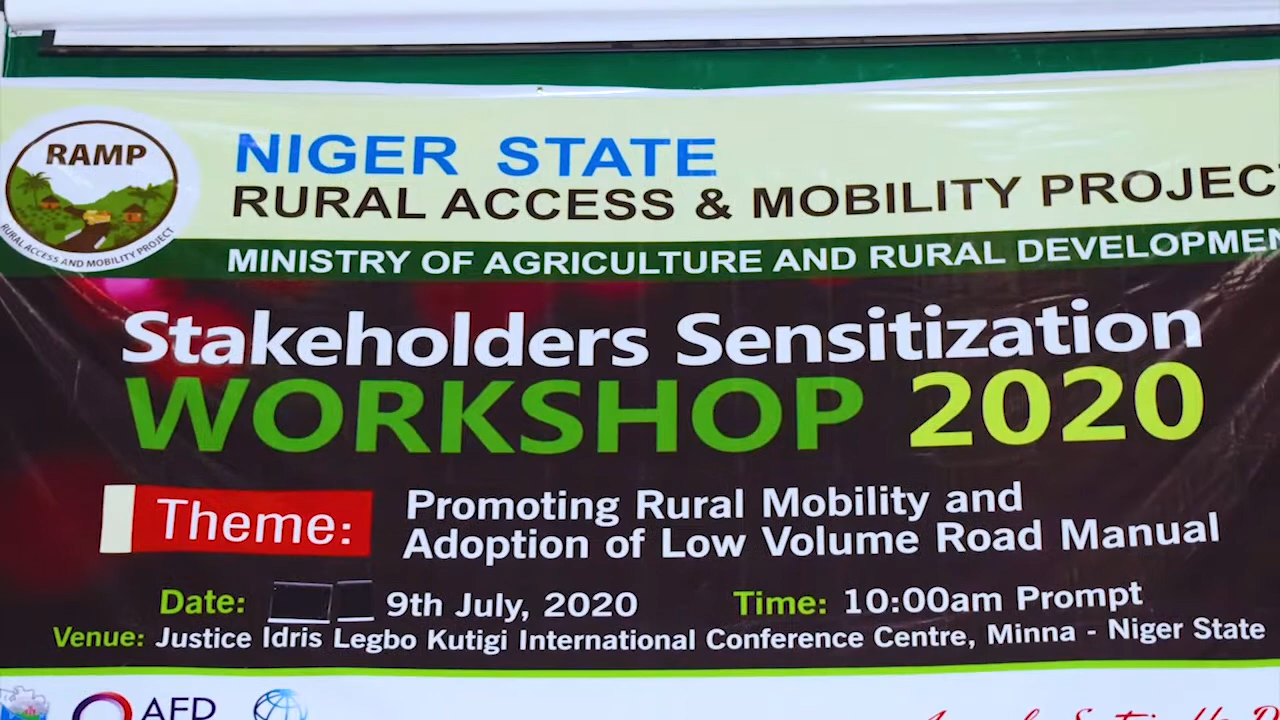 RAMP
RURAL ACCESS AND MOBILITY PROJECT
NIGER STATE
RURAL ACCESS & MOBILITY PROJEC
MINISTRY OF AGRICULTURE AND RURAL DEVELOPMEN
Stakeholders Sensitization
WORKSHOP 2020
Theme: Promoting Rural Mobility and
Adoption of Low Volume Road Manual
Date: 9th July, 2020 Time: 10:00am Prompt
Venue: Justice Idris Legbo Kutigi International Conference Centre, Minna - Niger State
AFD